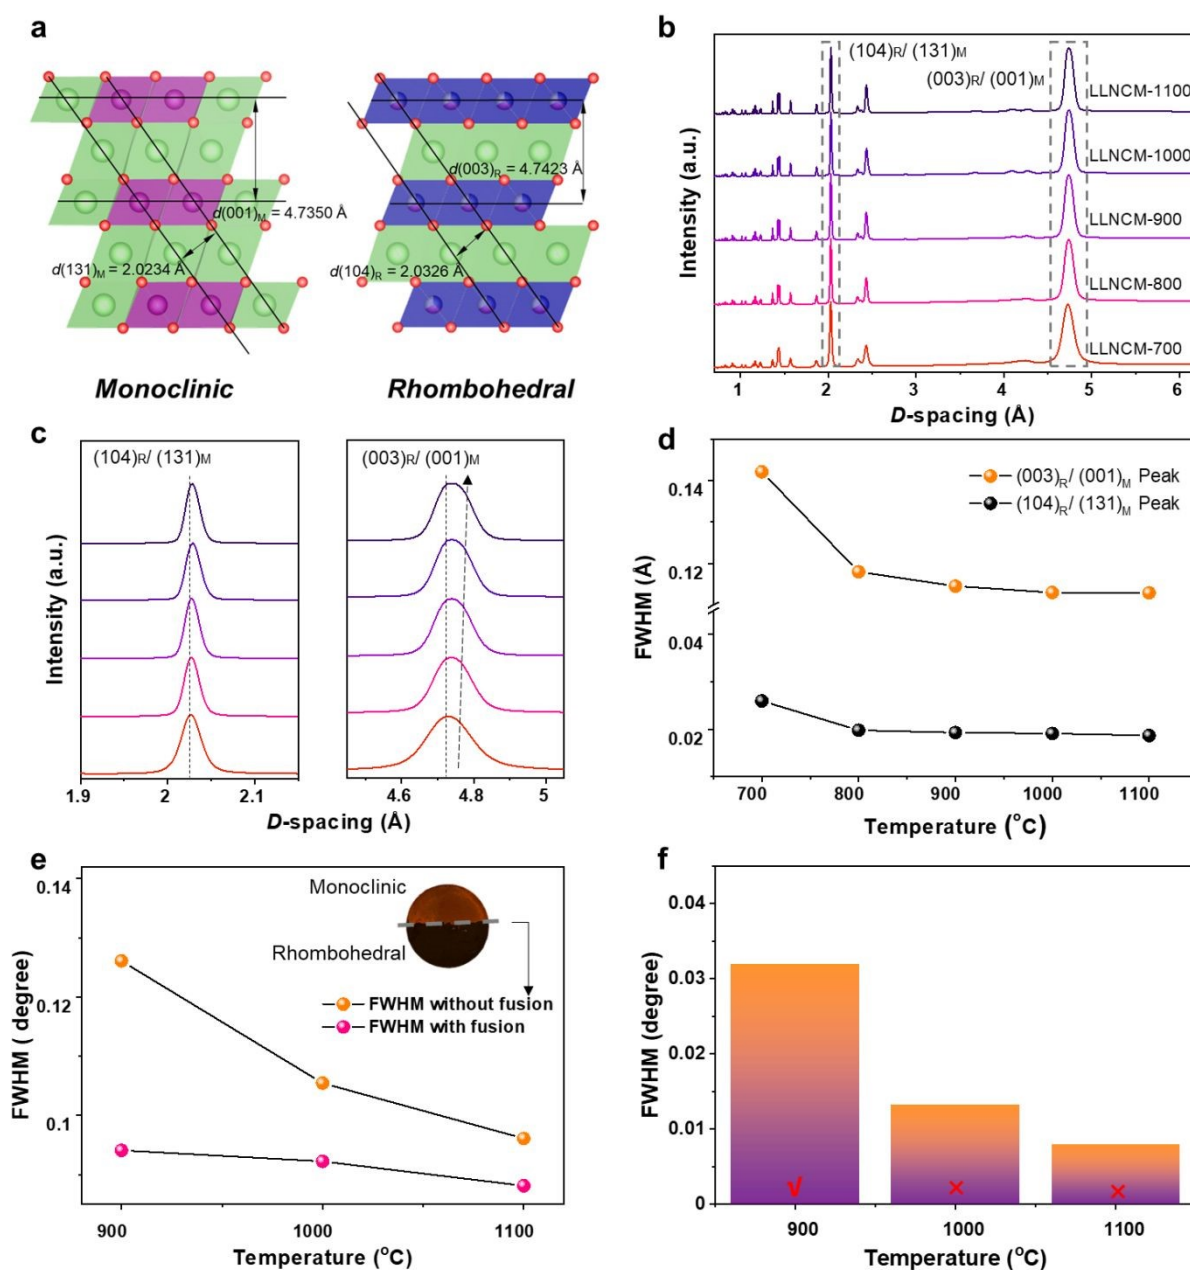 a
d(001)M = 4.7350 Å
d(131)M = 2.0234 Å
Monoclinic
d(003)R = 4.7423 Å
d(104)R = 2.0326 Å
Rhombohedral
b
(104)R/ (131)M
(003)R/ (001)M
LLNCM-1100
LLNCM-1000
LLNCM-900
LLNCM-800
LLNCM-700
Intensity (a.u.)
1 2 3 4 5 6
D-spacing (Å)
c
(104)R/ (131)M
(003)R/ (001)M
Intensity (a.u.)
1.9 2 2.1
4.6 4.8 5
D-spacing (Å)
d
(003)R/ (001)M Peak
(104)R/ (131)M Peak
0.14
0.12
0.04
0.02
FWHM (Å)
700 800 900 1000 1100
Temperature (oC)
e
Monoclinic
Rhombohedral
FWHM without fusion
FWHM with fusion
0.14
0.12
0.1
FWHM ( degree)
900 1000 1100
Temperature (oC)
f
0.04
0.03
0.02
0.01
0
FWHM (degree)
√ × ×
900 1000 1100
Temperature (oC)